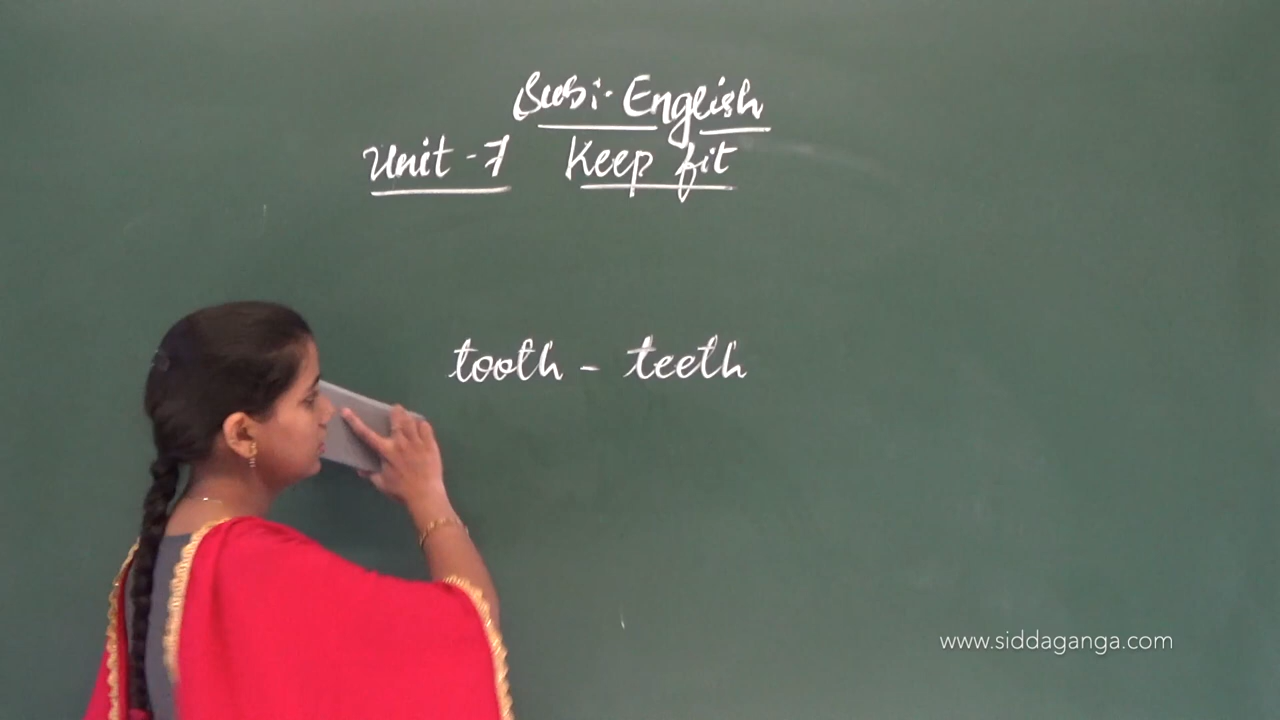 Sub:- English
Unit - 7 Keep fit
tooth - teeth
www.siddaganga.com